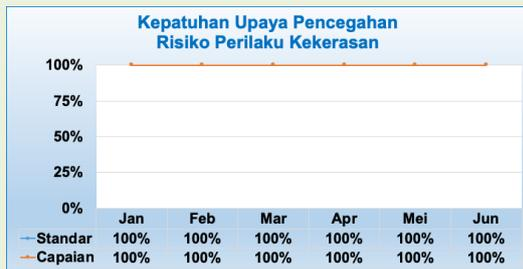 Kepatuhan Upaya Pencegahan
Risiko Perilaku Kekerasan
100%
75%
50%
25%
0%
Jan Feb Mar Apr Mei Jun
Standar 100% 100% 100% 100% 100% 100%
Capaian 100% 100% 100% 100% 100% 100%